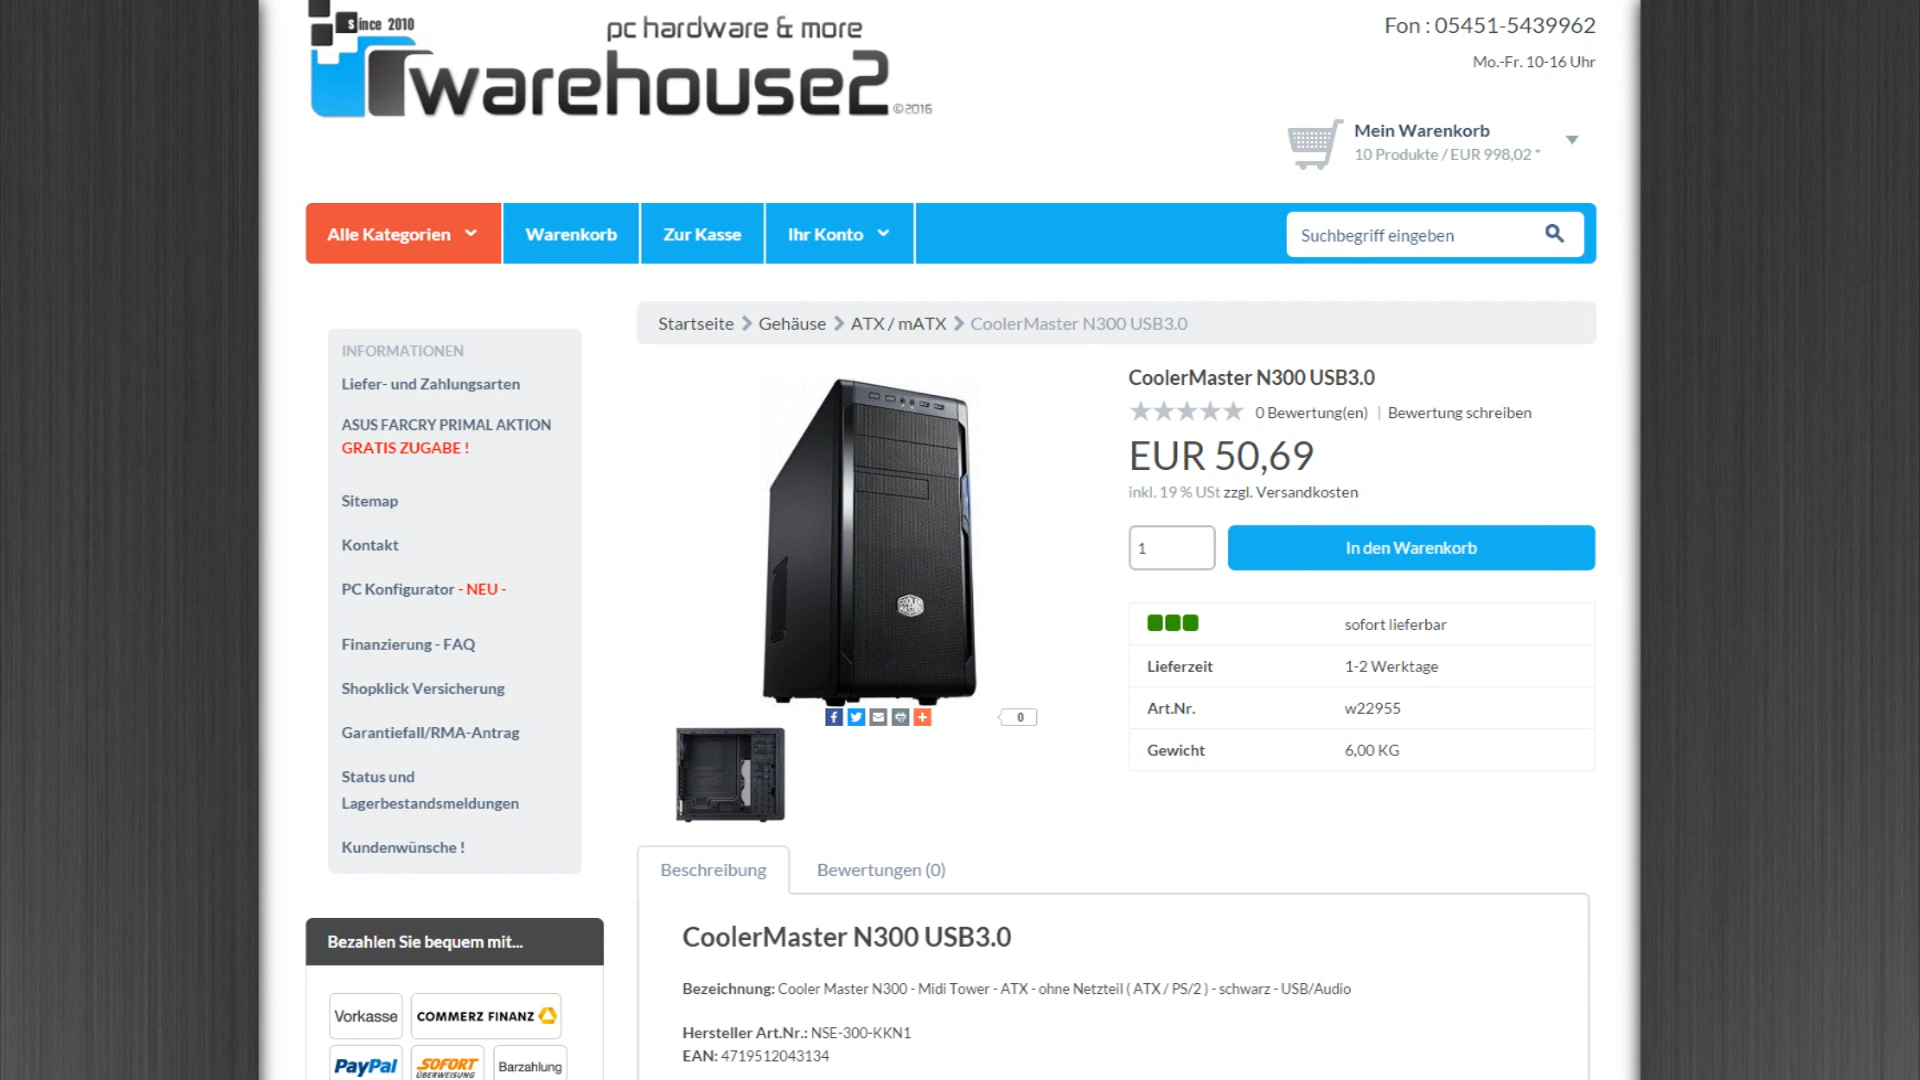 since 2010
pc hardware & more
warehouse2
©2016
Fon : 05451-5439962
Mo.-Fr. 10-16 Uhr
Mein Warenkorb
10 Produkte / EUR 998,02 *
Alle Kategorien
Warenkorb
Zur Kasse
Ihr Konto
Suchbegriff eingeben
Startseite
Gehäuse
ATX / mATX
CoolerMaster N300 USB3.0
INFORMATIONEN
Liefer- und Zahlungsarten
ASUS FARCRY PRIMAL AKTION
GRATIS ZUGABE !
Sitemap
Kontakt
PC Konfigurator - NEU -
Finanzierung - FAQ
Shopklick Versicherung
Garantiefall/RMA-Antrag
Status und
Lagerbestandsmeldungen
Kundenwünsche !
Bezahlen Sie bequem mit...
Vorkasse
COMMERZ FINANZ
PayPal
SOFORT
ÜBERWEISUNG
Barzahlung
COOLER
MASTER
0
CoolerMaster N300 USB3.0
0 Bewertung(en) | Bewertung schreiben
EUR 50,69
inkl. 19 % USt zzgl. Versandkosten
1
In den Warenkorb
sofort lieferbar
Lieferzeit 1-2 Werktage
Art.Nr. w22955
Gewicht 6,00 KG
Beschreibung
Bewertungen (0)
CoolerMaster N300 USB3.0
Bezeichnung: Cooler Master N300 - Midi Tower - ATX - ohne Netzteil ( ATX / PS/2 ) - schwarz - USB/Audio
Hersteller Art.Nr.: NSE-300-KKN1
EAN: 4719512043134